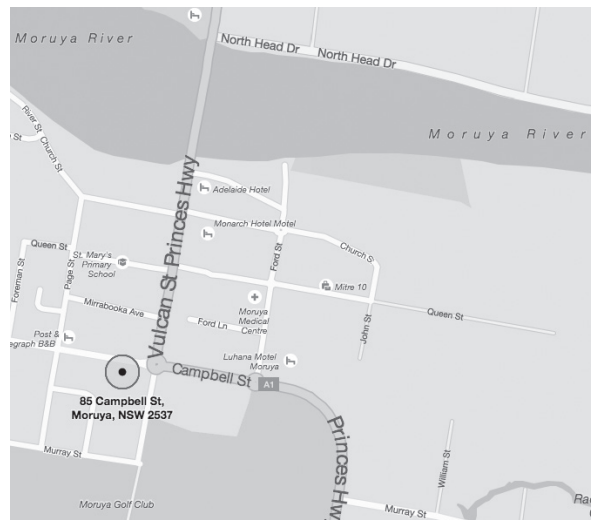 Moruya River
North Head Dr
North Head Dr
Moruya River
River St
Church St
St
Vulcan St Princes Hwy
Adelaide Hotel
Monarch Hotel Motel
Church S
Queen St
St. Mary's
Primary
School
Ford St
Page St
Foreman St
Mitre 10
Mirrabooka Ave
Moruya
Medical
Centre
Queen St
Ford Ln
John St
Post &
egraph B&B
Luhana Motel
Moruya
Campbell St
A1
85 Campbell St,
Moruya, NSW 2537
Princes Hw
William St
Murray St
Murray St
Moruya Golf Club
Ra